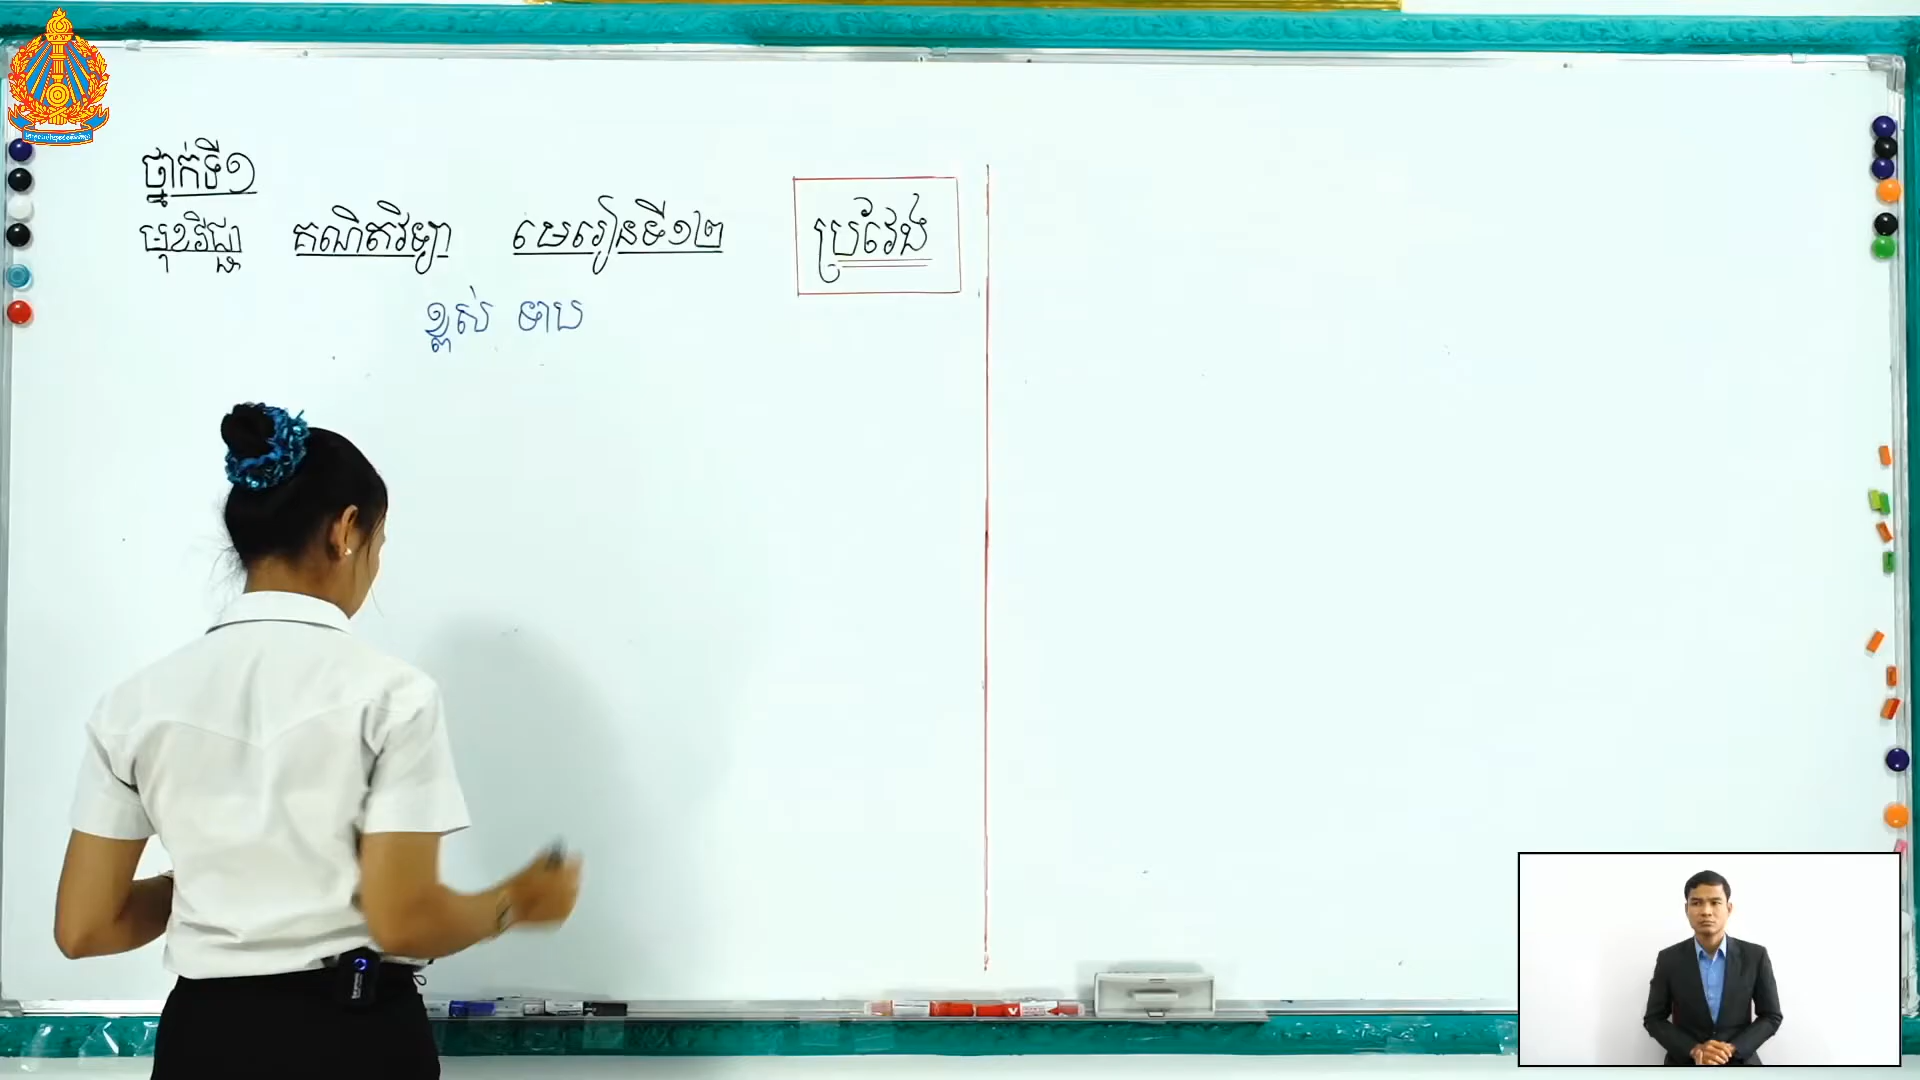 ថ្នាក់ទី១
មុខវិជ្ជា គណិតវិទ្យា មេរៀនទី១២ ប្រវែង
ខ្ពស់ ទាប